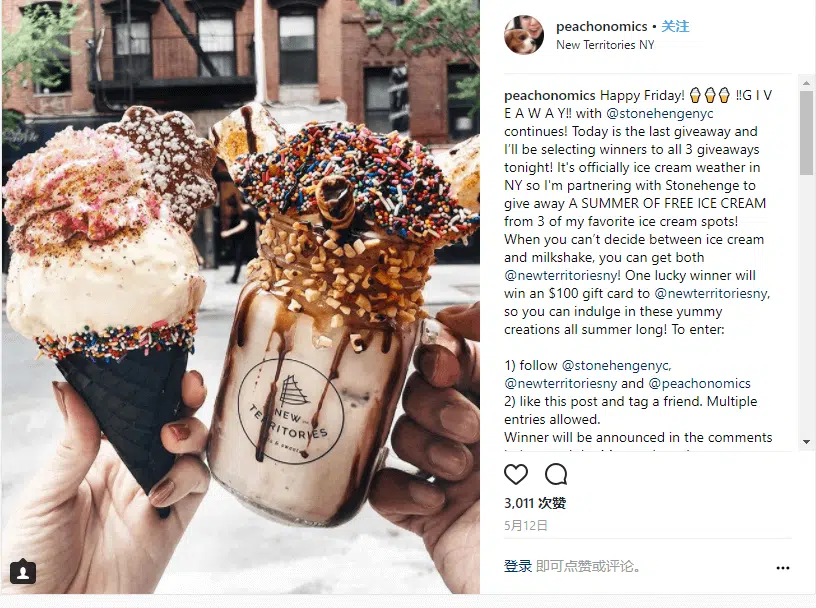 peachonomics • 关注
New Territories NY
peachonomics Happy Friday! 🍦🍦🍦 ‼️G I V
E A W A Y‼️ with @stonehengenyc
continues! Today is the last giveaway and
I'll be selecting winners to all 3 giveaways
tonight! It's officially ice cream weather in
NY so I'm partnering with Stonehenge to
give away A SUMMER OF FREE ICE CREAM
from 3 of my favorite ice cream spots!
When you can't decide between ice cream
and milkshake, you can get both
@newterritoriesny! One lucky winner will
win an $100 gift card to @newterritoriesny,
so you can indulge in these yummy
creations all summer long! To enter:
1) follow @stonehengenyc,
@newterritoriesny and @peachonomics
2) like this post and tag a friend. Multiple
entries allowed.
Winner will be announced in the comments
3,011 次赞
5月12日
登录 即可点赞或评论。
NEW
TERRITORIES